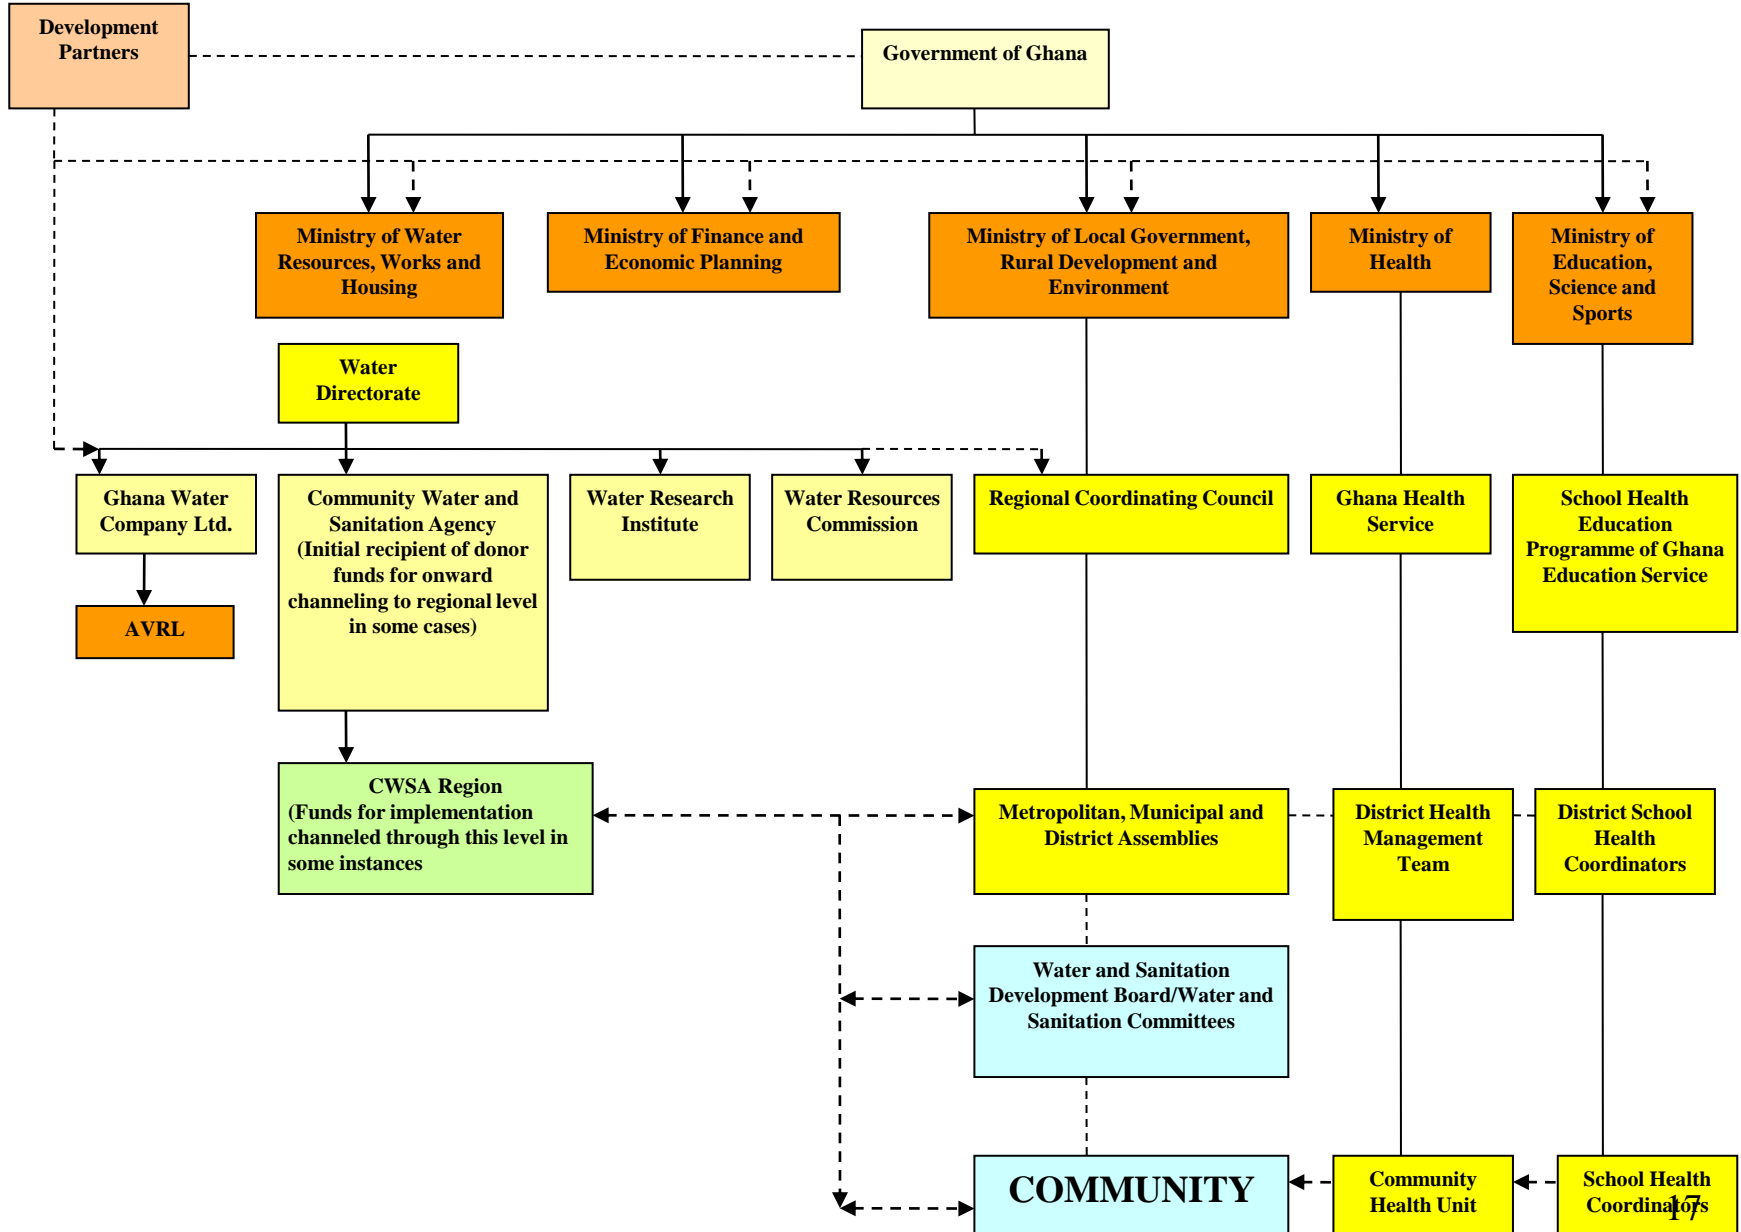 Development
Partners
Government of Ghana
Ministry of Water
Resources, Works and
Housing
Ministry of Finance and
Economic Planning
Ministry of Local Government,
Rural Development and
Environment
Ministry of
Health
Ministry of
Education,
Science and
Sports
Water
Directorate
Ghana Water
Company Ltd.
Community Water and
Sanitation Agency
(Initial recipient of donor
funds for onward
channeling to regional level
in some cases)
Water Research
Institute
Water Resources
Commission
Regional Coordinating Council
Ghana Health
Service
School Health
Education
Programme of Ghana
Education Service
AVRL
CWSA Region
(Funds for implementation
channeled through this level in
some instances
Metropolitan, Municipal and
District Assemblies
District Health
Management
Team
District School
Health
Coordinators
Water and Sanitation
Development Board/Water and
Sanitation Committees
COMMUNITY
Community
Health Unit
School Health
Coordinators
17